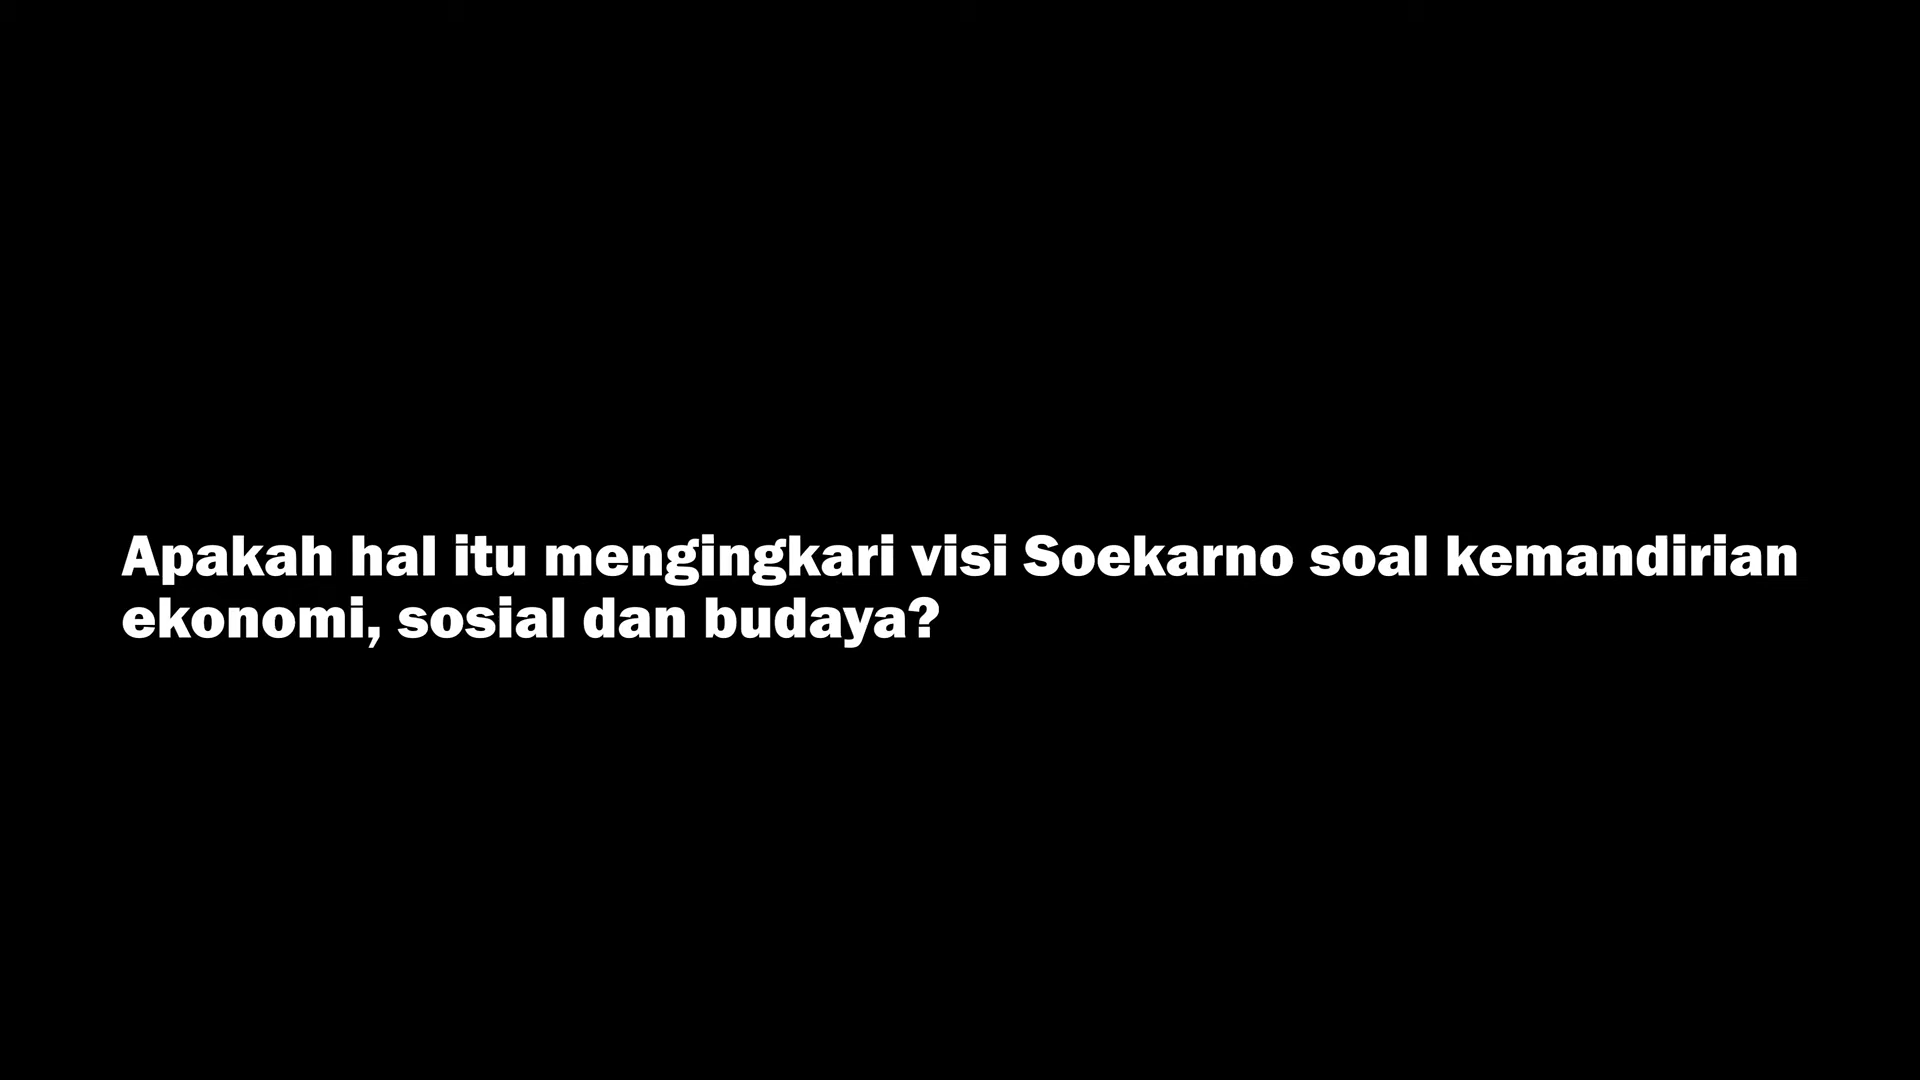 Apakah hal itu mengingkari visi Soekarno soal kemandirian
ekonomi, sosial dan budaya?